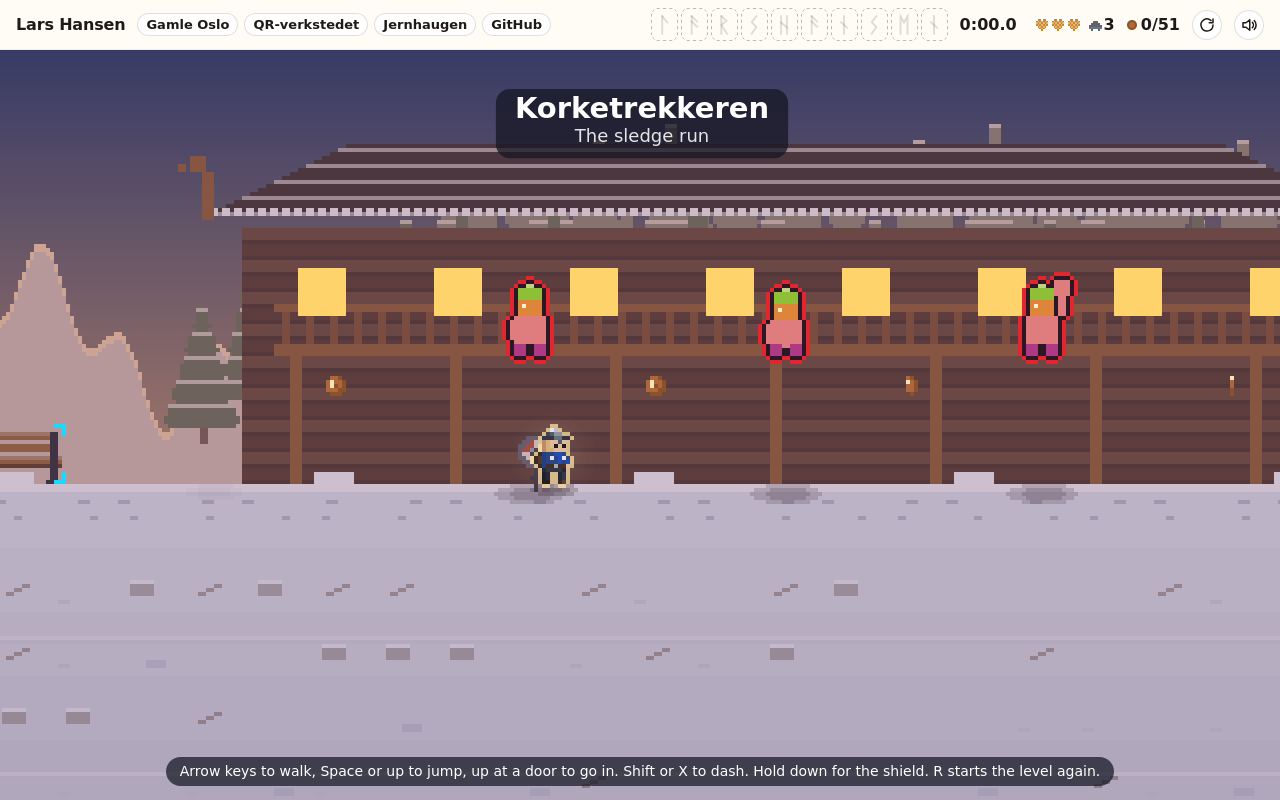 Lars Hansen
Gamle Oslo
QR-verkstedet
Jernhaugen
GitHub
ᛚ ᚨ ᚱ ᛊ ᚺ ᚨ ᚾ ᛊ ᛖ ᚾ
0:00.0
3
0/51
Korketrekkeren
The sledge run
Arrow keys to walk, Space or up to jump, up at a door to go in. Shift or X to dash. Hold down for the shield. R starts the level again.